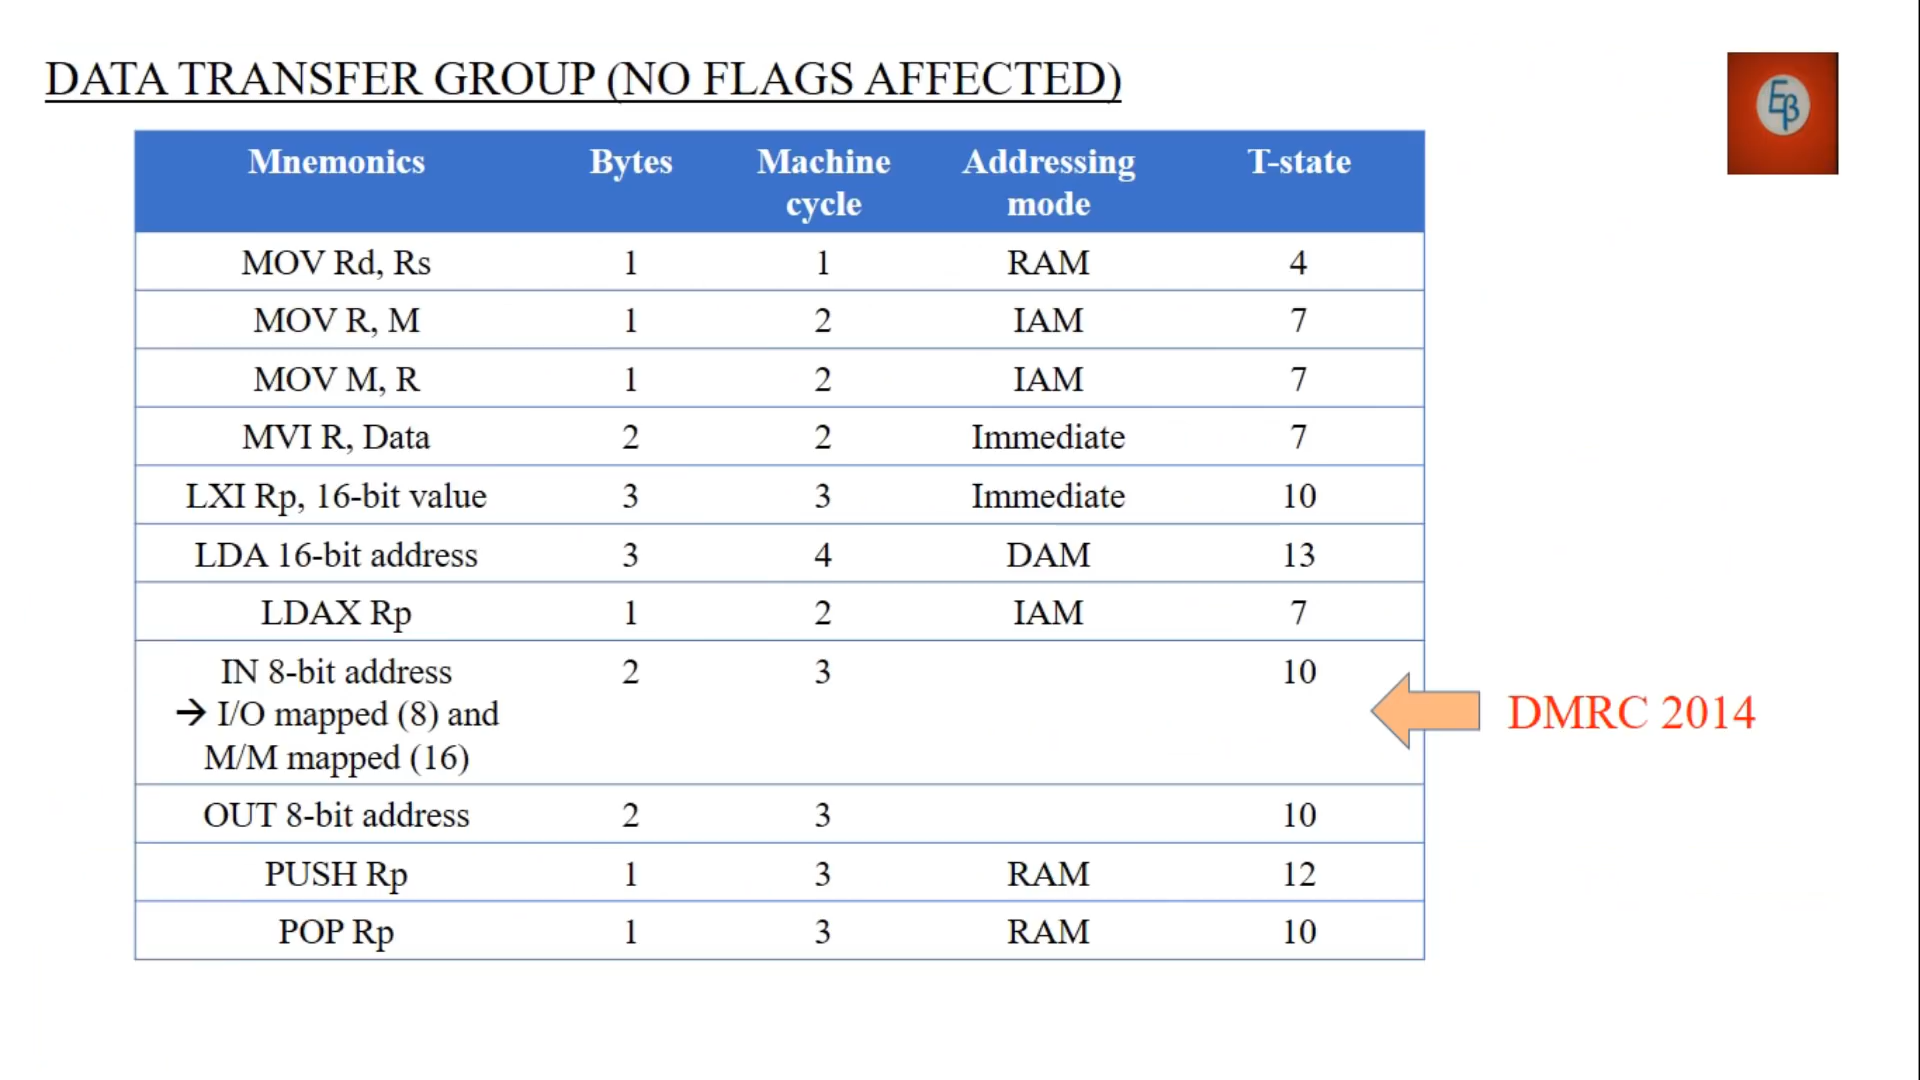 DATA TRANSFER GROUP (NO FLAGS AFFECTED)
Eβ
Mnemonics Bytes Machine cycle Addressing mode T-state
MOV Rd, Rs 1 1 RAM 4
MOV R, M 1 2 IAM 7
MOV M, R 1 2 IAM 7
MVI R, Data 2 2 Immediate 7
LXI Rp, 16-bit value 3 3 Immediate 10
LDA 16-bit address 3 4 DAM 13
LDAX Rp 1 2 IAM 7
IN 8-bit address 2 3 10
→ I/O mapped (8) and
M/M mapped (16)
DMRC 2014
OUT 8-bit address 2 3 10
PUSH Rp 1 3 RAM 12
POP Rp 1 3 RAM 10